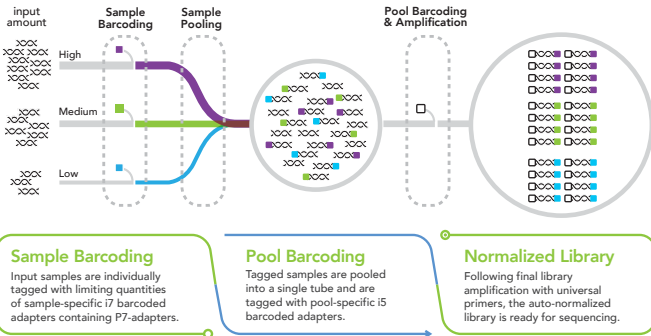 input
amount
Sample
Barcoding
Sample
Pooling
Pool Barcoding
& Amplification
High
Medium
Low
Sample Barcoding
Input samples are individually
tagged with limiting quantities
of sample-specific i7 barcoded
adapters containing P7-adapters.
Pool Barcoding
Tagged samples are pooled
into a single tube and are
tagged with pool-specific i5
barcoded adapters.
Normalized Library
Following final library
amplification with universal
primers, the auto-normalized
library is ready for sequencing.